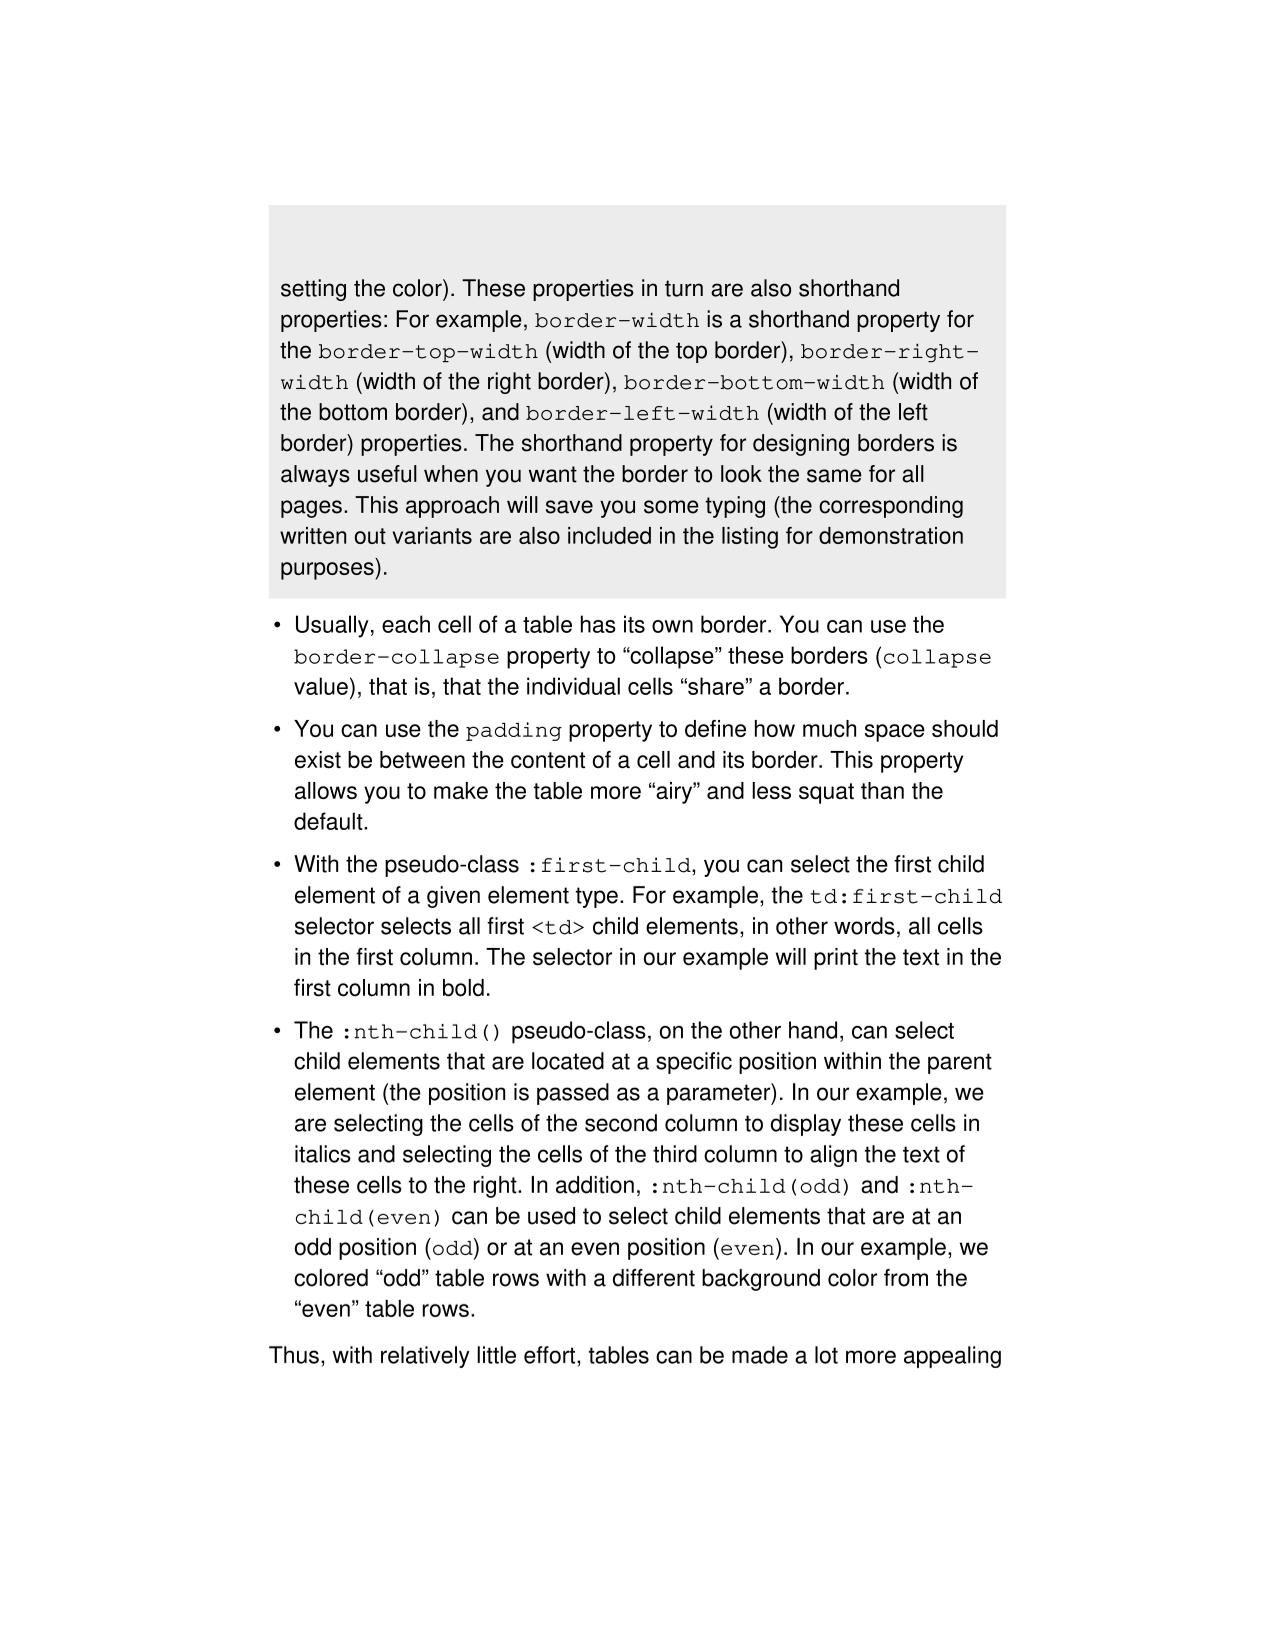 setting the color). These properties in turn are also shorthand
properties: For example, border-width is a shorthand property for
the border-top-width (width of the top border), border-right-
width (width of the right border), border-bottom-width (width of
the bottom border), and border-left-width (width of the left
border) properties. The shorthand property for designing borders is
always useful when you want the border to look the same for all
pages. This approach will save you some typing (the corresponding
written out variants are also included in the listing for demonstration
purposes).
• Usually, each cell of a table has its own border. You can use the
border-collapse property to “collapse” these borders (collapse
value), that is, that the individual cells “share” a border.
• You can use the padding property to define how much space should
exist be between the content of a cell and its border. This property
allows you to make the table more “airy” and less squat than the
default.
• With the pseudo-class :first-child, you can select the first child
element of a given element type. For example, the td:first-child
selector selects all first <td> child elements, in other words, all cells
in the first column. The selector in our example will print the text in the
first column in bold.
• The :nth-child() pseudo-class, on the other hand, can select
child elements that are located at a specific position within the parent
element (the position is passed as a parameter). In our example, we
are selecting the cells of the second column to display these cells in
italics and selecting the cells of the third column to align the text of
these cells to the right. In addition, :nth-child(odd) and :nth-
child(even) can be used to select child elements that are at an
odd position (odd) or at an even position (even). In our example, we
colored “odd” table rows with a different background color from the
“even” table rows.
Thus, with relatively little effort, tables can be made a lot more appealing